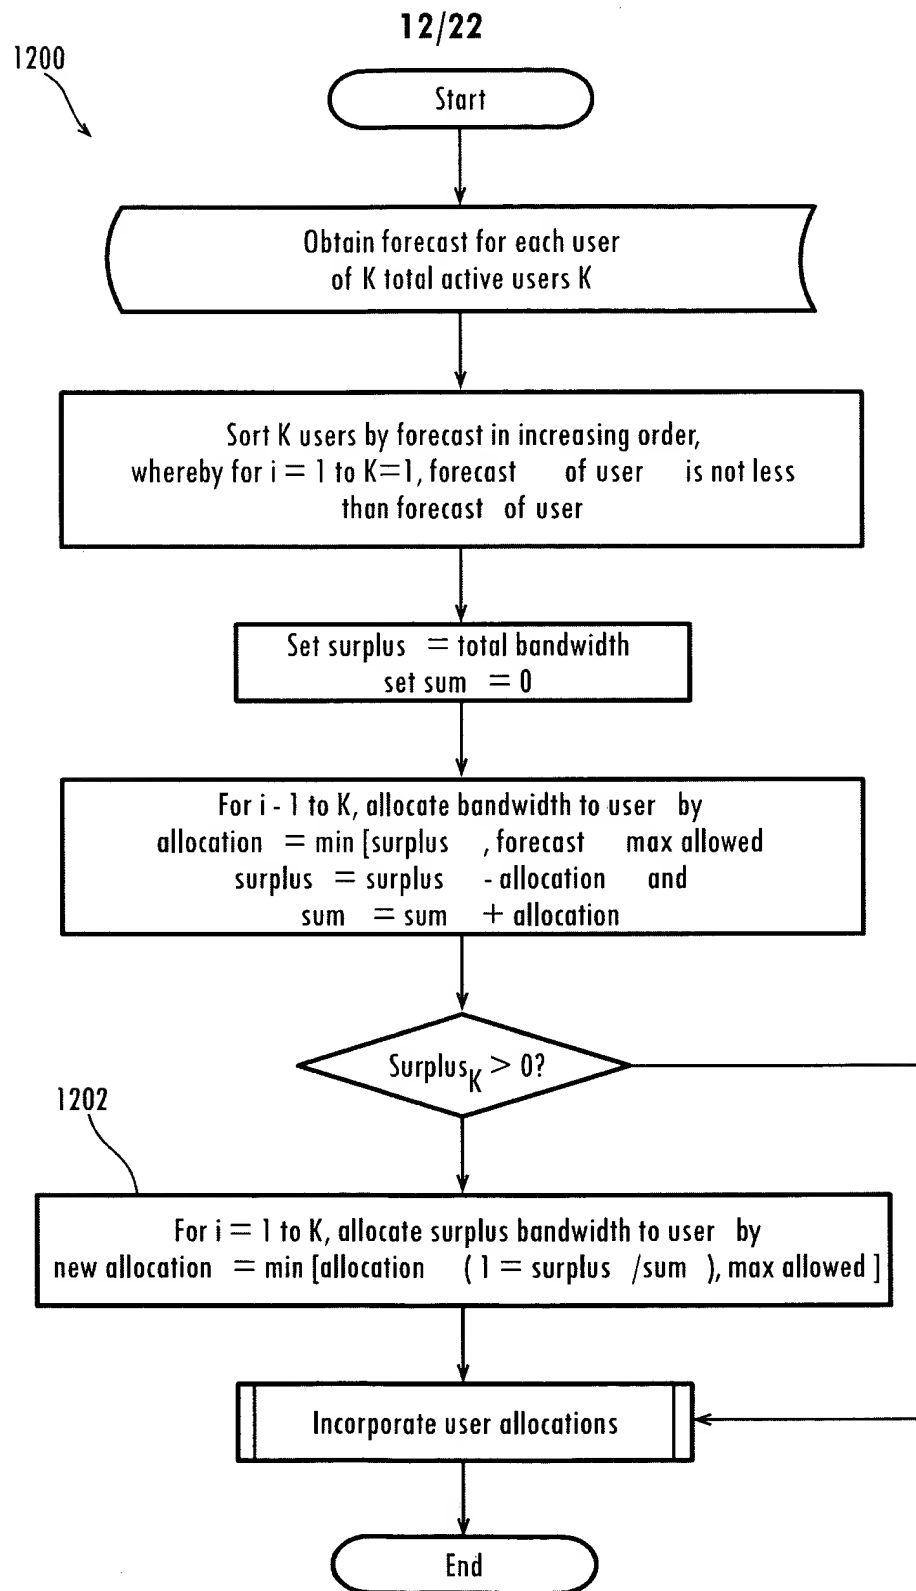 12/22
1200
Start
Obtain forecast for each user
of K total active users K
Sort K users by forecast in increasing order,
whereby for i = 1 to K=1, forecast of user is not less
than forecast of user
Set surplus = total bandwidth
set sum = 0
For i - 1 to K, allocate bandwidth to user by
allocation = min [surplus , forecast max allowed
surplus = surplus - allocation and
sum = sum + allocation
Surplus_K > 0?
1202
For i = 1 to K, allocate surplus bandwidth to user by
new allocation = min [allocation ( 1 = surplus /sum ), max allowed ]
Incorporate user allocations
End